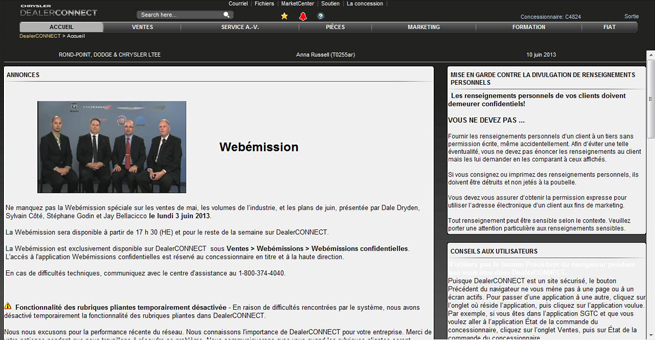 CHRYSLER
DEALERCONNECT
Courriel | Fichiers | MarketCenter | Soutien | La concession |
Search here...
Concessionnaire: C4824 Sortie
ACCUEIL VENTES SERVICE A.-V. PIÈCES MARKETING FORMATION FIAT
DealerCONNECT > Accueil
ROND-POINT, DODGE & CHRYSLER LTEE Anna Russell (T0255ar) 10 juin 2013
ANNONCES
Webémission
Ne manquez pas la Webémission spéciale sur les ventes de mai, les volumes de l'industrie, et les plans de juin, présentée par Dale Dryden,
Sylvain Côté, Stéphane Godin et Jay Bellacicco le lundi 3 juin 2013.
La Webémission sera disponible à partir de 17 h 30 (HE) et pour le reste de la semaine sur DealerCONNECT.
La Webémission est exclusivement disponible sur DealerCONNECT sous Ventes > Webémissions > Webémissions confidentielles.
L'accès à l'application Webémissions confidentielles est réservé au concessionnaire en titre et à la haute direction.
En cas de difficultés techniques, communiquez avec le centre d'assistance au 1-800-374-4040.
Fonctionnalité des rubriques pliantes temporairement désactivée - En raison de difficultés rencontrées par le système, nous avons
désactivé temporairement la fonctionnalité des rubriques pliantes dans DealerCONNECT.
Nous nous excusons pour la performance récente du réseau. Nous connaissons l'importance de DealerCONNECT pour votre entreprise. Merci de
MISE EN GARDE CONTRE LA DIVULGATION DE RENSEIGNEMENTS
PERSONNELS
Les renseignements personnels de vos clients doivent
demeurer confidentiels!
VOUS NE DEVEZ PAS ...
Fournir les renseignements personnels d'un client à un tiers sans
permission écrite, même accidentellement. Afin d'éviter une telle
éventualité, vous ne devez pas énoncer les renseignements au client
mais les lui demander en les comparant à ceux affichés.
Si vous consignez ou imprimez des renseignements personnels, ils
doivent être détruits et non jetés à la poubelle.
Vous devez vous assurer d'obtenir la permission expresse pour
utiliser l'adresse électronique d'un client aux fins de marketing.
Tout renseignement peut être sensible selon le contexte. Veuillez
porter une attention particulière aux renseignements sensibles.
CONSEILS AUX UTILISATEURS
Puisque DealerCONNECT est un site sécurisé, le bouton
Précédent du navigateur ne vous mène pas à une page ou à un
écran actifs. Pour passer d'une application à une autre, cliquez sur
l'onglet où réside l'application, puis cliquez sur l'application voulue.
Par exemple, si vous êtes dans l'application SGTC et que vous
voulez aller à l'application État de la commande du
concessionnaire, cliquez sur l'onglet Ventes, puis sur État de la
commande du concessionnaire.